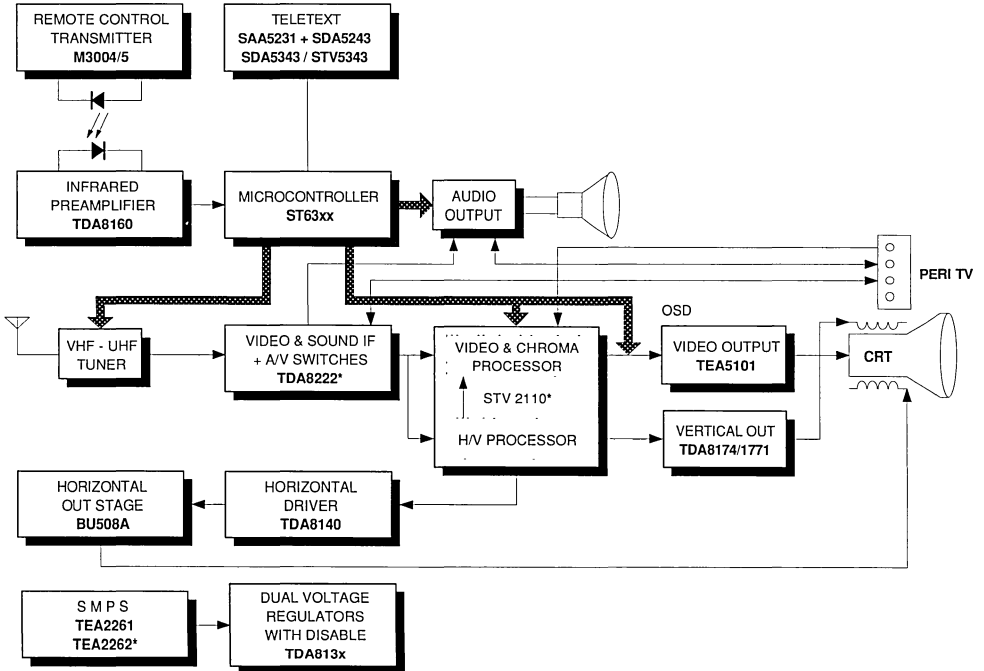 REMOTE CONTROL
TRANSMITTER
M3004/5
TELETEXT
SAA5231 + SDA5243
SDA5343 / STV5343
INFRARED
PREAMPLIFIER
TDA8160
MICROCONTROLLER
ST63xx
AUDIO
OUTPUT
PERI TV
VHF - UHF
TUNER
VIDEO & SOUND IF
+ A/V SWITCHES
TDA8222*
VIDEO & CHROMA
PROCESSOR
STV 2110*
H/V PROCESSOR
OSD
VIDEO OUTPUT
TEA5101
CRT
VERTICAL OUT
TDA8174/1771
HORIZONTAL
OUT STAGE
BU508A
HORIZONTAL
DRIVER
TDA8140
S M P S
TEA2261
TEA2262*
DUAL VOLTAGE
REGULATORS
WITH DISABLE
TDA813x